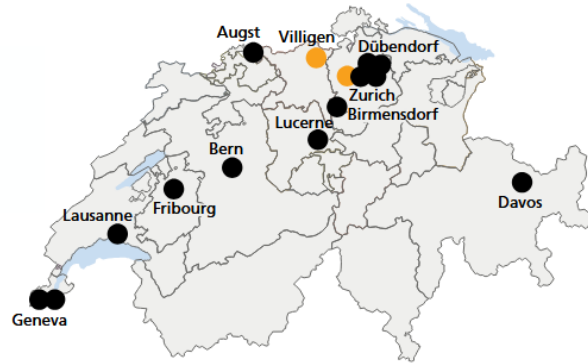 Augst
Villigen
Dübendorf
Zurich
Birmensdorf
Lucerne
Bern
Fribourg
Davos
Lausanne
Geneva